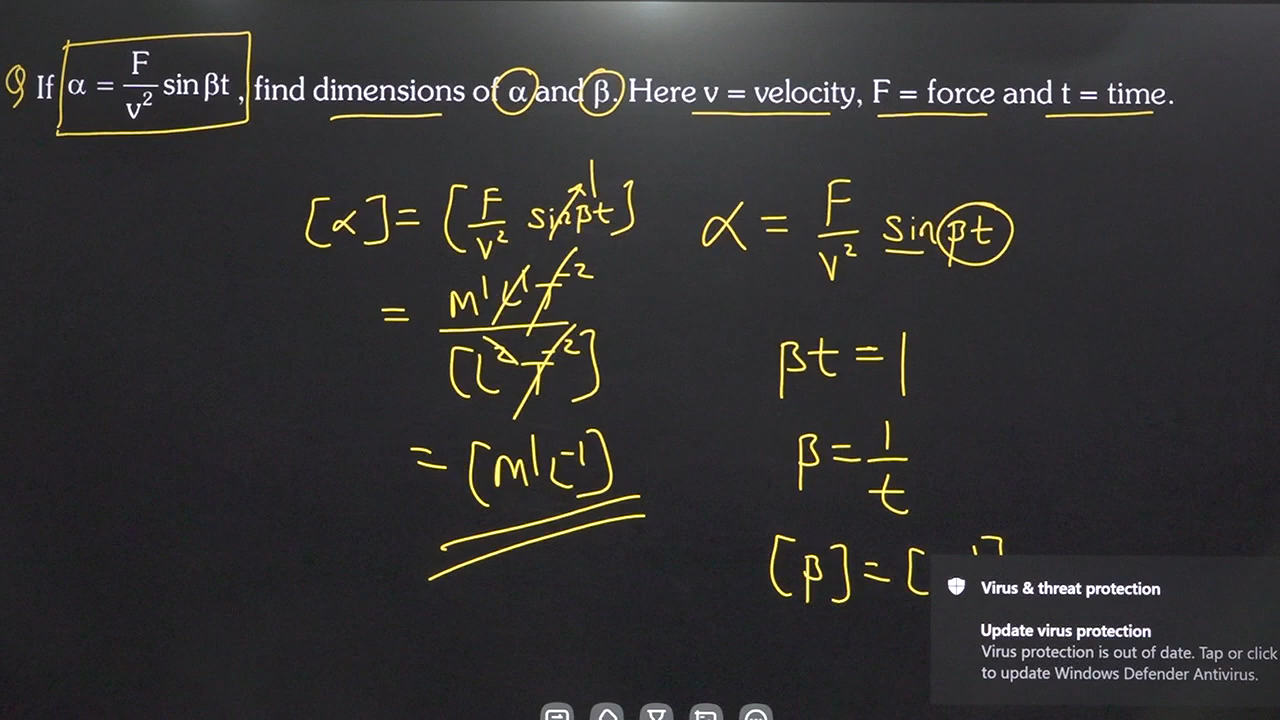 Q If α = F/v² sin βt , find dimensions of α and β. Here v = velocity, F = force and t = time.
[α] = [F/v² sin βt] 1
= M¹L¹T⁻² / [L²T⁻²]
= [M¹L⁻¹]
α = F/v² sin βt
βt = 1
β = 1/t
[β] = [
Virus & threat protection
Update virus protection
Virus protection is out of date. Tap or click
to update Windows Defender Antivirus.